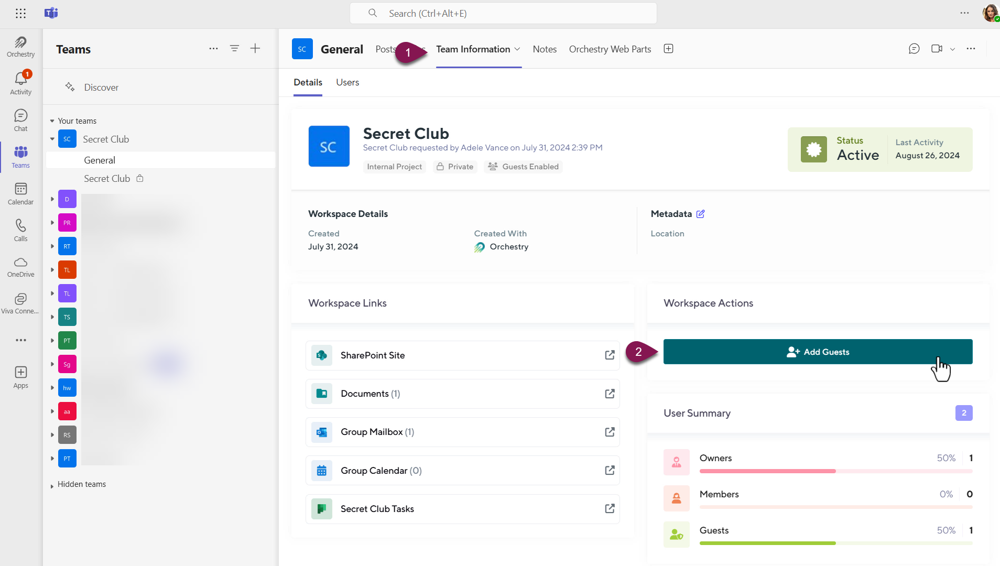 Search (Ctrl+Alt+E)
Orchestry
1
Activity
Chat
Teams
Calendar
Calls
OneDrive
Viva Conne...
Apps
Teams
Discover
Your teams
SC
Secret Club
General
Secret Club
D
PR
RT
TL
TL
TS
PT
Sg
hw
aa
RS
PT
Hidden teams
SC
General
Posts
1
Team Information
Notes
Orchestry Web Parts
Details
Users
SC
Secret Club
Secret Club requested by Adele Vance on July 31, 2024 2:39 PM
Internal Project
Private
Guests Enabled
Status
Active
Last Activity
August 26, 2024
Workspace Details
Created
July 31, 2024
Created With
Orchestry
Metadata
Location
Workspace Links
SharePoint Site
Documents (1)
Group Mailbox (1)
Group Calendar (0)
Secret Club Tasks
Workspace Actions
2
Add Guests
User Summary
2
Owners
50%
1
Members
0%
0
Guests
50%
1